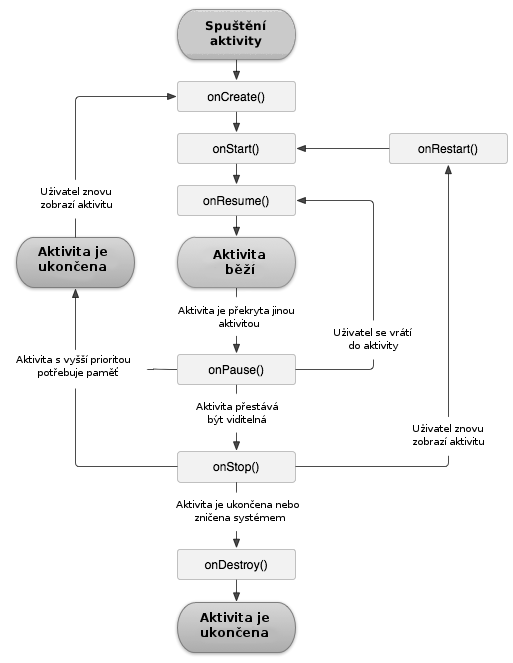 Spuštění
aktivity
onCreate()
onStart()
onRestart()
onResume()
Uživatel znovu
zobrazí aktivitu
Aktivita je
ukončena
Aktivita
běží
Aktivita je překryta jinou
aktivitou
Uživatel se vrátí
do aktivity
Aktivita s vyšší prioritou
potřebuje paměť
onPause()
Aktivita přestává
být viditelná
Uživatel znovu
zobrazí aktivitu
onStop()
Aktivita je ukončena nebo
zničena systémem
onDestroy()
Aktivita je
ukončena